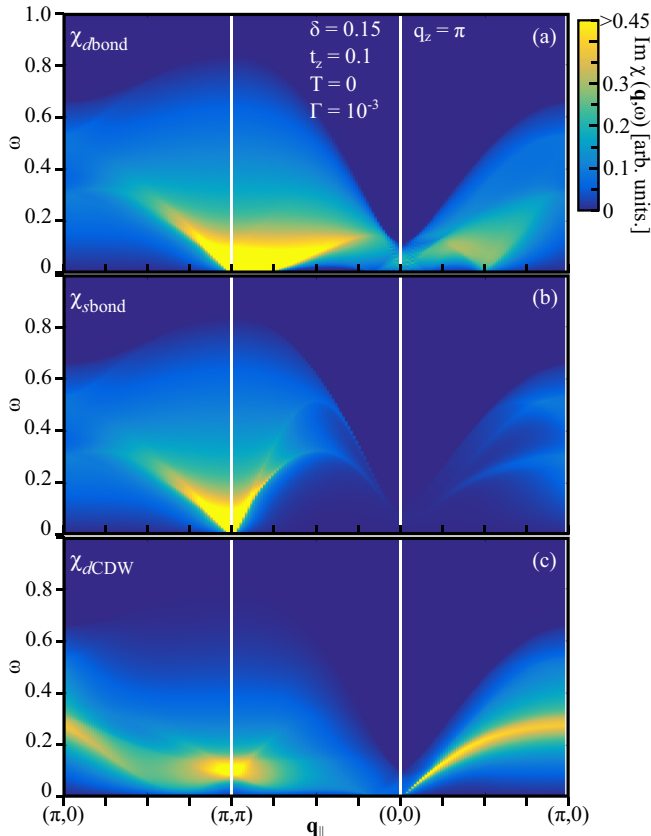 1.0
χdbond
δ = 0.15
tz = 0.1
T = 0
Γ = 10-3
qz = π
(a)
0.8
0.6
ω
0.4
0.2
0
>0.45
0.3
0.1
0
Im χ (q,ω) [arb. units.]
χsbond
(b)
0.8
0.6
ω
0.4
0.2
0
χdCDW
(c)
0.8
0.6
ω
0.4
0.2
0
(π,0)
(π,π)
q||
(0,0)
(π,0)